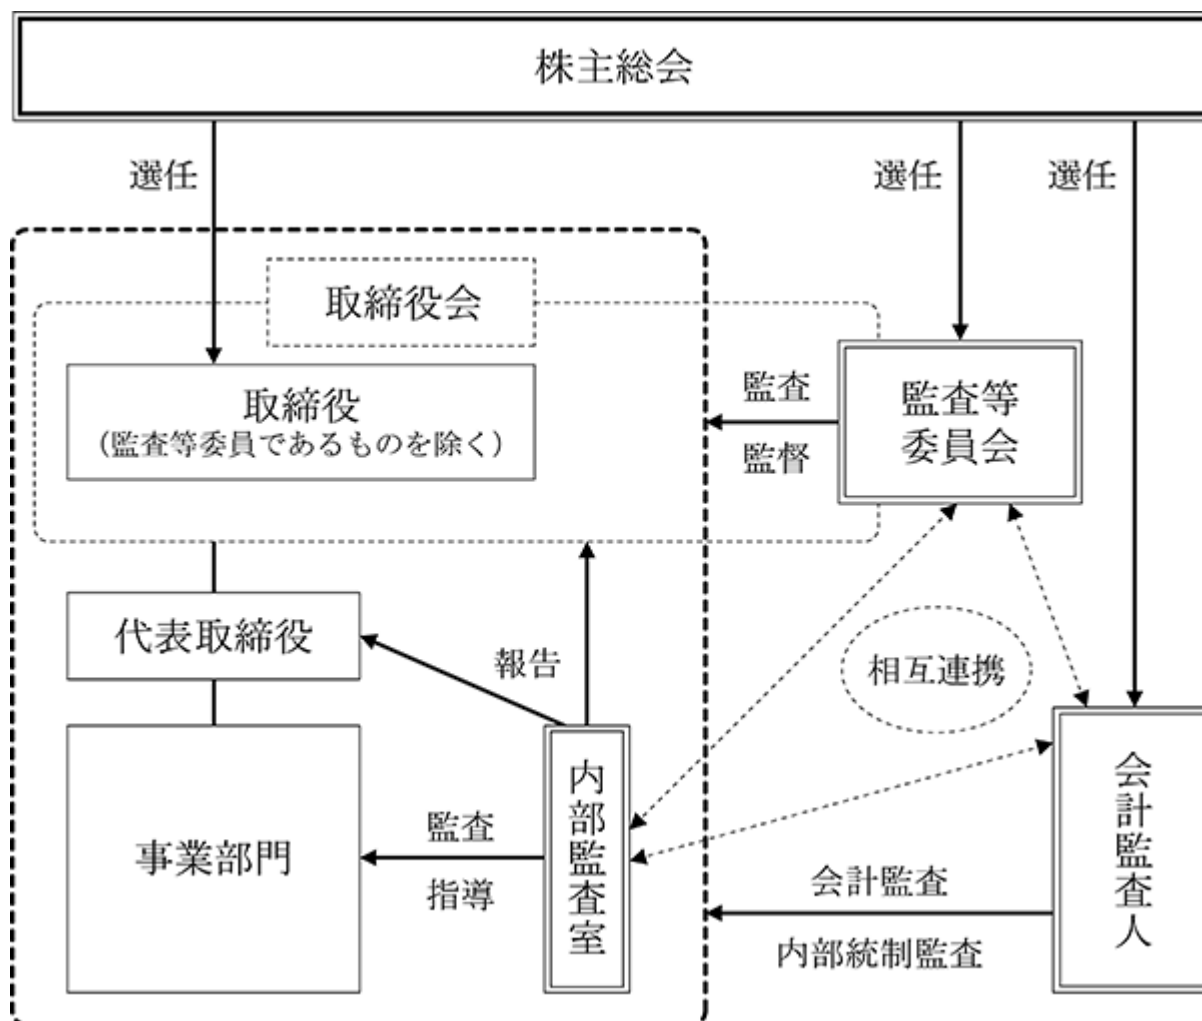 株主総会
選任
選任
選任
取締役会
取締役
（監査等委員であるものを除く）
監査
監督
監査等
委員会
代表取締役
報告
相互連携
事業部門
監査
指導
内部監査室
会計監査
内部統制監査
会計監査人